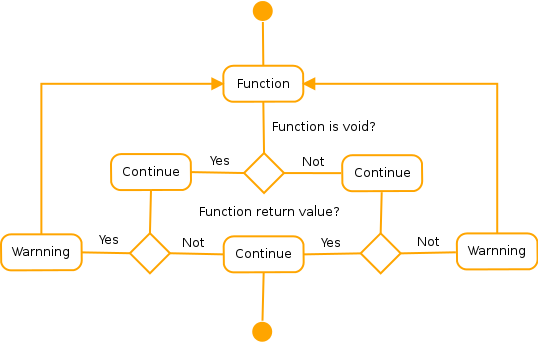 Function
Function is void?
Yes
Not
Continue
Continue
Function return value?
Yes
Not
Yes
Not
Warnning
Continue
Warnning